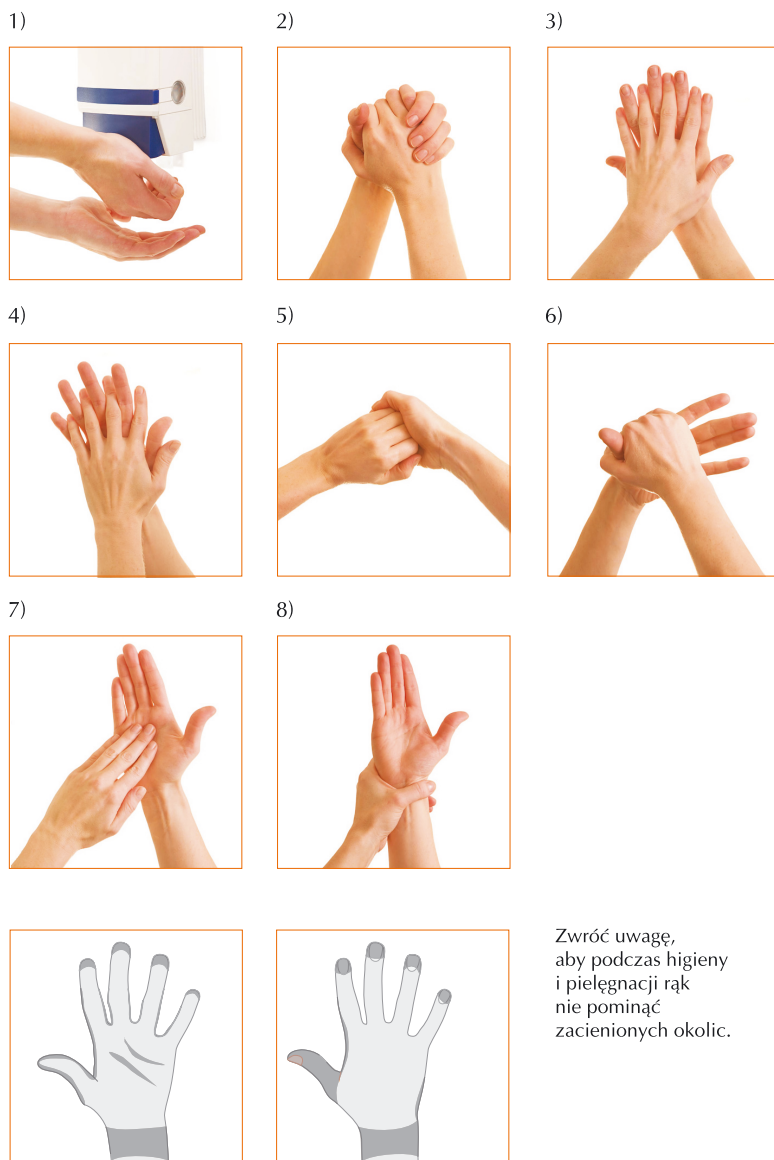 1)
2)
3)
4)
5)
6)
7)
8)
Zwróć uwagę,
aby podczas higieny
i pielęgnacji rąk
nie pominąć
zacienionych okolic.